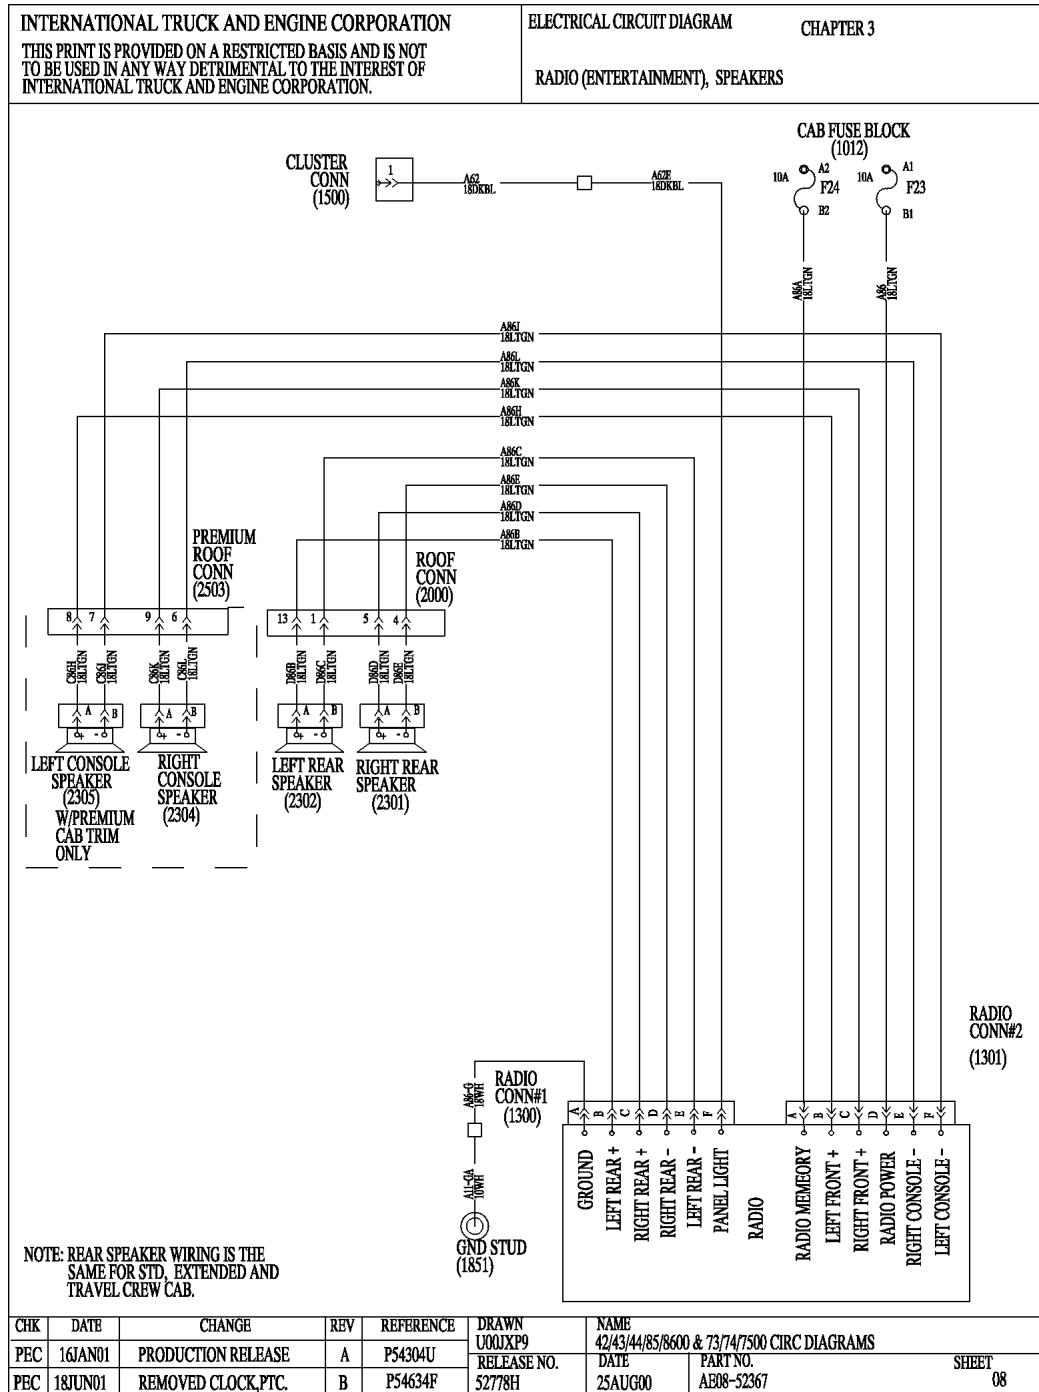 INTERNATIONAL TRUCK AND ENGINE CORPORATION
THIS PRINT IS PROVIDED ON A RESTRICTED BASIS AND IS NOT
TO BE USED IN ANY WAY DETRIMENTAL TO THE INTEREST OF
INTERNATIONAL TRUCK AND ENGINE CORPORATION.
ELECTRICAL CIRCUIT DIAGRAM
CHAPTER 3
RADIO (ENTERTAINMENT), SPEAKERS
CAB FUSE BLOCK
(1012)
10A
A2
F24
B2
10A
A1
F23
B1
CLUSTER
CONN
(1500)
1
A62
18DKBL
A62E
18DKBL
A86A
18LTGN
A86
18LTGN
A86J
18LTGN
A86L
18LTGN
A86K
18LTGN
A86H
18LTGN
A86C
18LTGN
A86E
18LTGN
A86D
18LTGN
A86B
18LTGN
PREMIUM
ROOF
CONN
(2503)
ROOF
CONN
(2000)
8 7 9 6
13 1 5 4
C86H
18LTGN
C86J
18LTGN
C86K
18LTGN
C86L
18LTGN
D86B
18LTGN
D86C
18LTGN
D86D
18LTGN
D86E
18LTGN
A B A B A B A B
+ - + - + - + -
LEFT CONSOLE
SPEAKER
(2305)
W/PREMIUM
CAB TRIM
ONLY
RIGHT
CONSOLE
SPEAKER
(2304)
LEFT REAR
SPEAKER
(2302)
RIGHT REAR
SPEAKER
(2301)
RADIO
CONN#2
(1301)
RADIO
CONN#1
(1300)
A86-G
18WH
A11-GA
10WH
GND STUD
(1851)
A B C D E F
A B C D E F
GROUND
LEFT REAR +
RIGHT REAR +
RIGHT REAR -
LEFT REAR -
PANEL LIGHT
RADIO
RADIO MEMEORY
LEFT FRONT +
RIGHT FRONT +
RADIO POWER
RIGHT CONSOLE -
LEFT CONSOLE -
NOTE: REAR SPEAKER WIRING IS THE
SAME FOR STD, EXTENDED AND
TRAVEL CREW CAB.
CHK DATE CHANGE REV REFERENCE
PEC 16JAN01 PRODUCTION RELEASE A P54304U
PEC 18JUN01 REMOVED CLOCK,PTC. B P54634F
DRAWN
U00JXP9
RELEASE NO.
52778H
NAME
42/43/44/85/8600 & 73/74/7500 CIRC DIAGRAMS
DATE
25AUG00
PART NO.
AE08-52367
SHEET
08